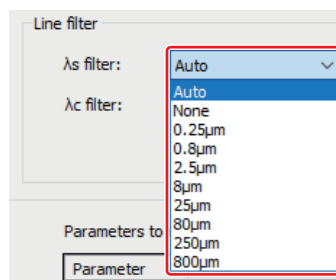 Line filter
λs filter:
Auto
λc filter:
Auto
None
0.25µm
0.8µm
2.5µm
8µm
25µm
80µm
250µm
800µm
Parameters to
Parameter